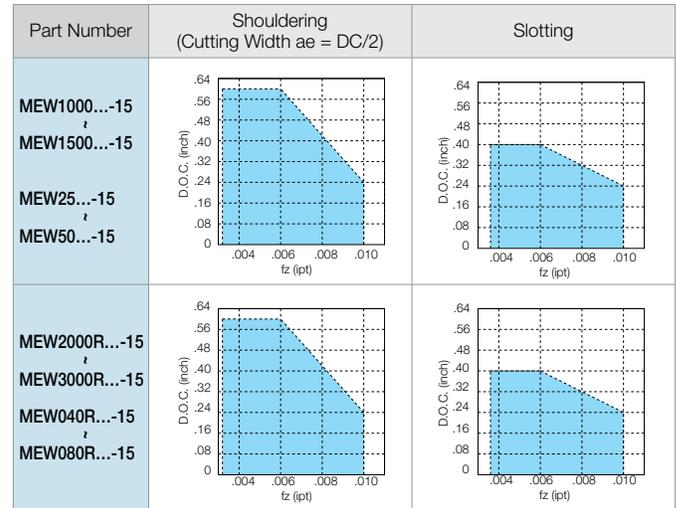 Part Number
Shouldering
(Cutting Width ae = DC/2)
Slotting
MEW1000...-15
~
MEW1500...-15
MEW25...-15
~
MEW50...-15
D.O.C. (inch)
.64
.56
.48
.40
.32
.24
.16
.08
0
.004 .006 .008 .010
fz (ipt)
D.O.C. (inch)
.64
.56
.48
.40
.32
.24
.16
.08
0
.004 .006 .008 .010
fz (ipt)
MEW2000R...-15
~
MEW3000R...-15
MEW040R...-15
~
MEW080R...-15
D.O.C. (inch)
.64
.56
.48
.40
.32
.24
.16
.08
0
.004 .006 .008 .010
fz (ipt)
D.O.C. (inch)
.64
.56
.48
.40
.32
.24
.16
.08
0
.004 .006 .008 .010
fz (ipt)